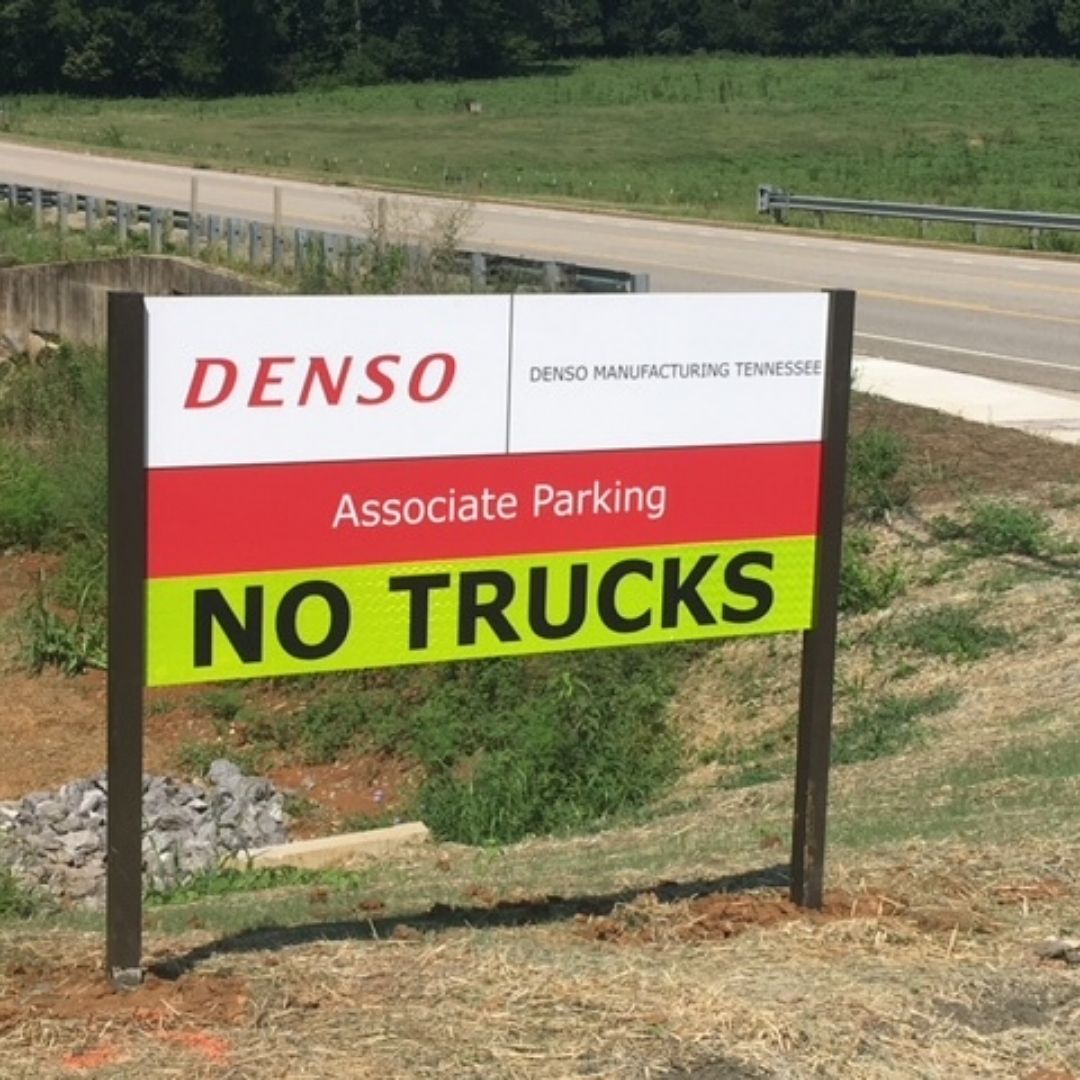 DENSO
DENSO MANUFACTURING TENNESSEE
Associate Parking
NO TRUCKS